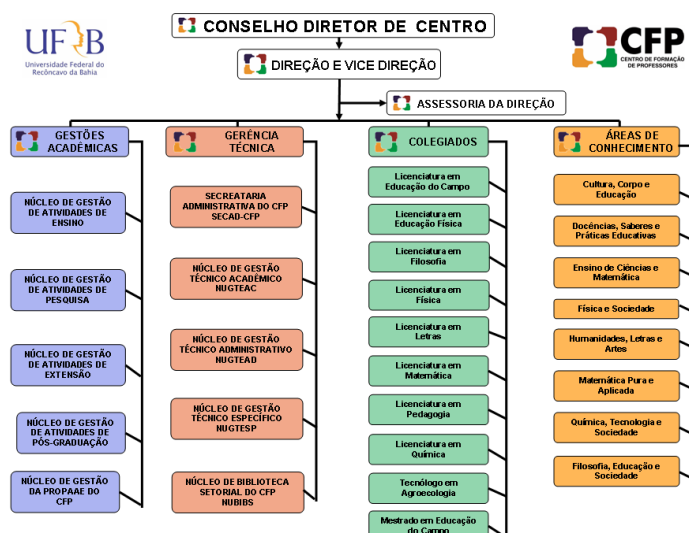 CONSELHO DIRETOR DE CENTRO
UFRB
Universidade Federal do
Recôncavo da Bahia
CFP
CENTRO DE FORMAÇÃO
DE PROFESSORES
DIREÇÃO E VICE DIREÇÃO
ASSESSORIA DA DIREÇÃO
GESTÕES
ACADÊMICAS
NÚCLEO DE GESTÃO
DE ATIVIDADES DE
ENSINO
NÚCLEO DE GESTÃO
DE ATIVIDADES DE
PESQUISA
NÚCLEO DE GESTÃO
DE ATIVIDADES DE
EXTENSÃO
NÚCLEO DE GESTÃO
DE ATIVIDADES DE
PÓS-GRADUAÇÃO
NÚCLEO DE GESTÃO
DA PROPAAE DO
CFP
GERÊNCIA
TÉCNICA
SECREATARIA
ADMINISTRATIVA DO CFP
SECAD-CFP
NÚCLEO DE GESTÃO
TÉCNICO ACADÊMICO
NUGTEAC
NÚCLEO DE GESTÃO
TÉCNICO ADMINISTRATIVO
NUGTEAD
NÚCLEO DE GESTÃO
TÉCNICO ESPECÍFICO
NUGTESP
NÚCLEO DE BIBLIOTECA
SETORIAL DO CFP
NUBIBS
COLEGIADOS
Licenciatura em
Educação do Campo
Licenciatura em
Educação Física
Licenciatura em
Filosofia
Licenciatura em
Física
Licenciatura em
Letras
Licenciatura em
Matemática
Licenciatura em
Pedagogia
Licenciatura em
Química
Tecnólogo em
Agroecologia
Mestrado em Educação
do Campo
ÁREAS DE
CONHECIMENTO
Cultura, Corpo e
Educação
Docências, Saberes e
Práticas Educativas
Ensino de Ciências e
Matemática
Física e Sociedade
Humanidades, Letras e
Artes
Matemática Pura e
Aplicada
Química, Tecnologia e
Sociedade
Filosofia, Educação e
Sociedade